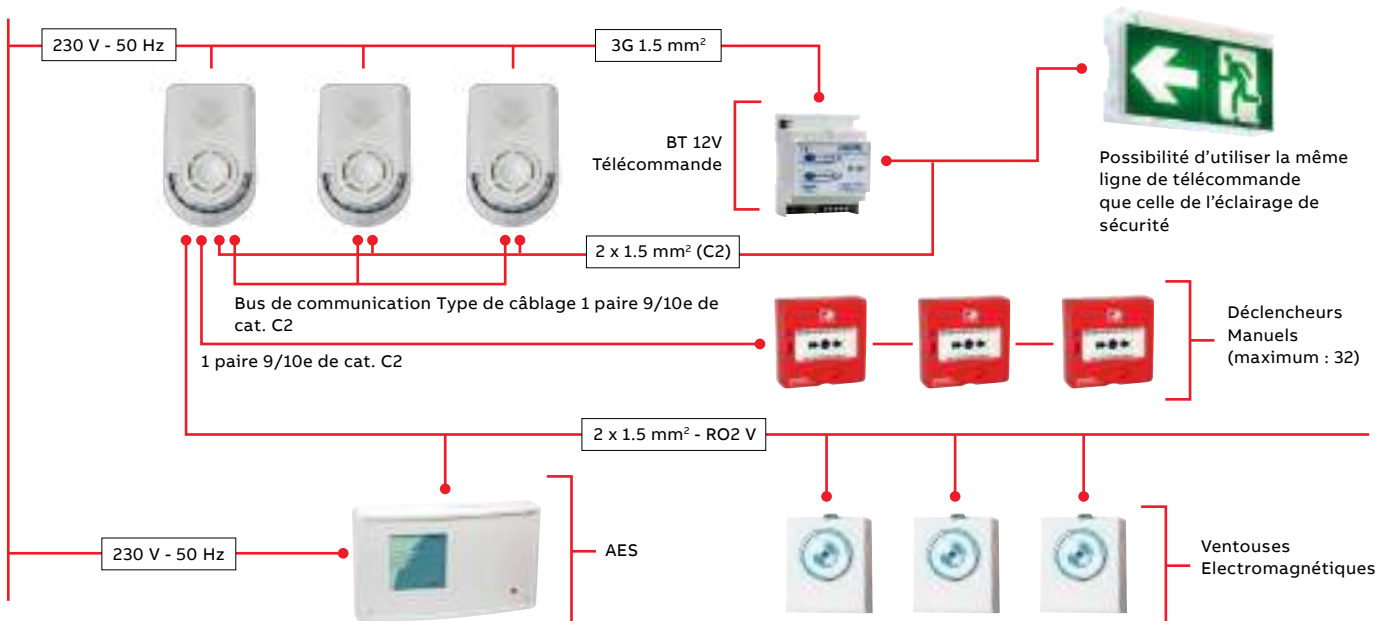 230 V - 50 Hz
3G 1.5 mm²
BT 12V
Télécommande
Possibilité d'utiliser la même
ligne de télécommande
que celle de l'éclairage de
sécurité
2 x 1.5 mm² (C2)
Bus de communication Type de câblage 1 paire 9/10e de
cat. C2
1 paire 9/10e de cat. C2
Déclencheurs
Manuels
(maximum : 32)
2 x 1.5 mm² - RO2 V
230 V - 50 Hz
AES
Ventouses
Electromagnétiques